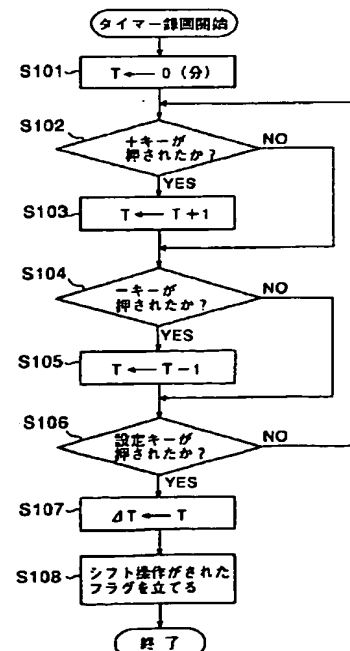 タイマー録画開始
S101
T ← 0 (分)
S102
+キーが
押されたか?
NO
YES
S103
T ← T+1
S104
−キーが
押されたか?
NO
YES
S105
T ← T−1
S106
設定キーが
押されたか?
NO
YES
S107
ΔT ← T
S108
シフト操作がされた
フラグを立てる
終了